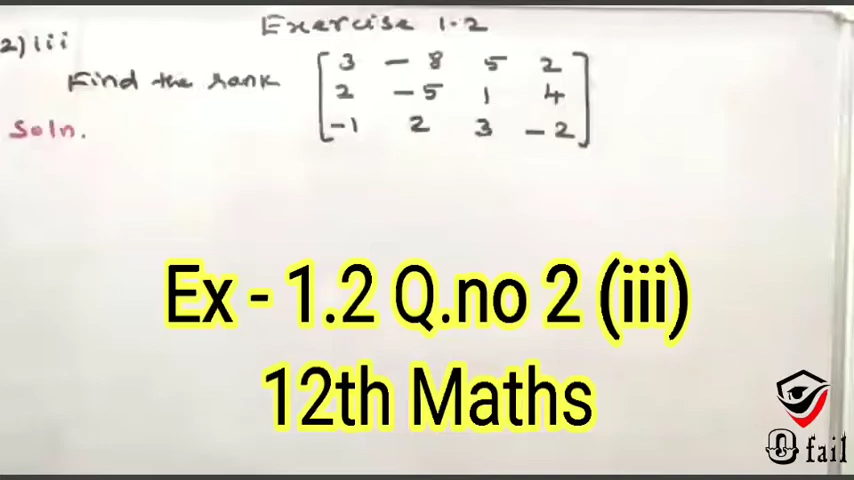 Exercise 1.2
2) iii
Find the rank
[ 3 - 8 5 2
2 - 5 1 4
-1 2 3 - 2 ]
Soln.
Ex - 1.2 Q.no 2 (iii)
12th Maths
0 fail